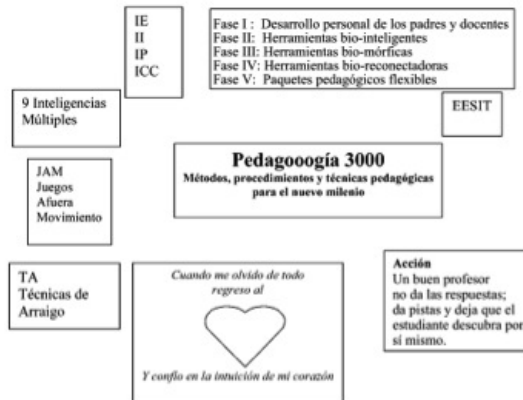 IE
II
IP
ICC
Fase I : Desarrollo personal de los padres y docentes
Fase II: Herramientas bio-inteligentes
Fase III: Herramientas bio-mórficas
Fase IV: Herramientas bio-reconectadoras
Fase V: Paquetes pedagógicos flexibles
9 Inteligencias
Múltiples
EESIT
Pedagooogía 3000
Métodos, procedimientos y técnicas pedagógicas
para el nuevo milenio
JAM
Juegos
Afuera
Movimiento
TA
Técnicas de
Arraigo
Cuando me olvido de todo
regreso al
Y confío en la intuición de mi corazón
Acción
Un buen profesor
no da las respuestas;
da pistas y deja que el
estudiante descubra por
sí mismo.